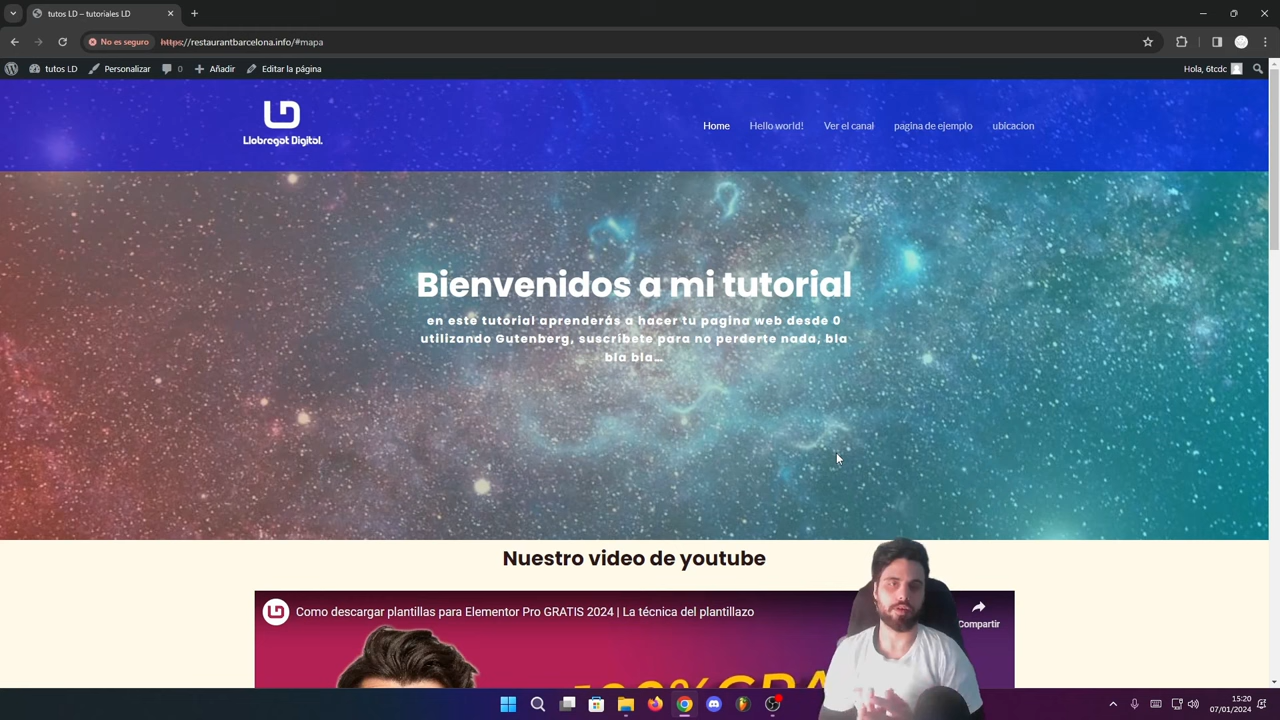 tutos LD – tutoriales LD
No es seguro
https://restaurantbarcelona.info/#mapa
tutos LD
Personalizar
0
Añadir
Editar la página
Hola, 6tcdc
LD
Llobregat Digital.
Home
Hello world!
Ver el canal
página de ejemplo
ubicacion
Bienvenidos a mi tutorial
en este tutorial aprenderás a hacer tu pagina web desde 0
utilizando Gutenberg, suscríbete para no perderte nada, bla
bla bla…
Nuestro video de youtube
Como descargar plantillas para Elementor Pro GRATIS 2024 | La técnica del plantillazo
Compartir
15:20
07/01/2024